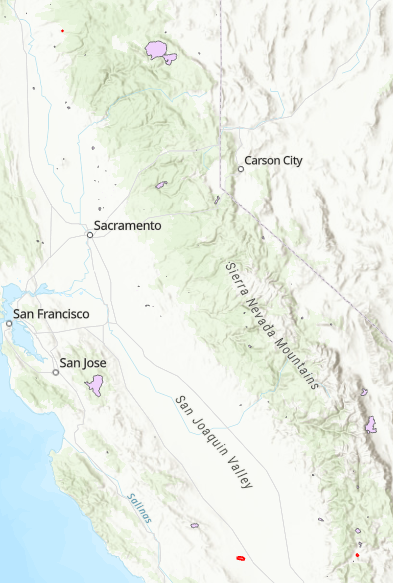 Carson City
Sacramento
Sierra Nevada Mountains
San Francisco
San Jose
San Joaquin Valley
Salinas